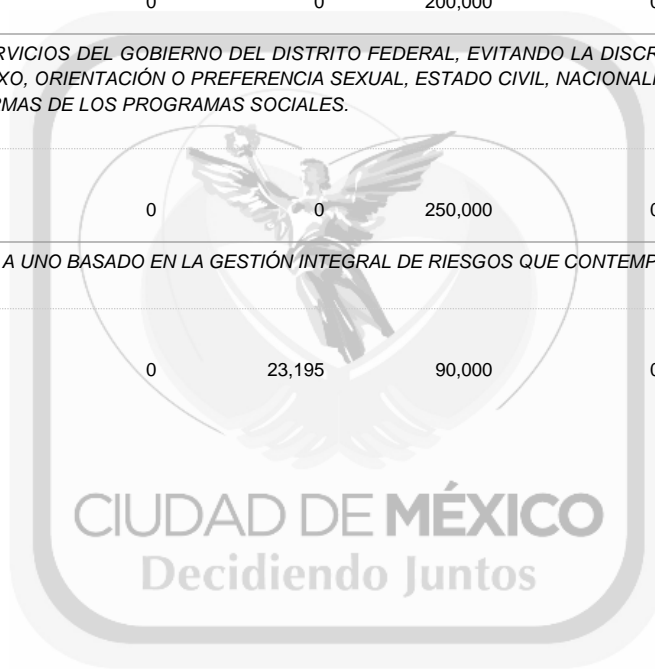 0 0 200,000 0
RVICIOS DEL GOBIERNO DEL DISTRITO FEDERAL, EVITANDO LA DISCR
XO, ORIENTACIÓN O PREFERENCIA SEXUAL, ESTADO CIVIL, NACIONALI
RMAS DE LOS PROGRAMAS SOCIALES.
0 0 250,000 0
A UNO BASADO EN LA GESTIÓN INTEGRAL DE RIESGOS QUE CONTEMP
0 23,195 90,000 0
CIUDAD DE MÉXICO
Decidiendo Juntos